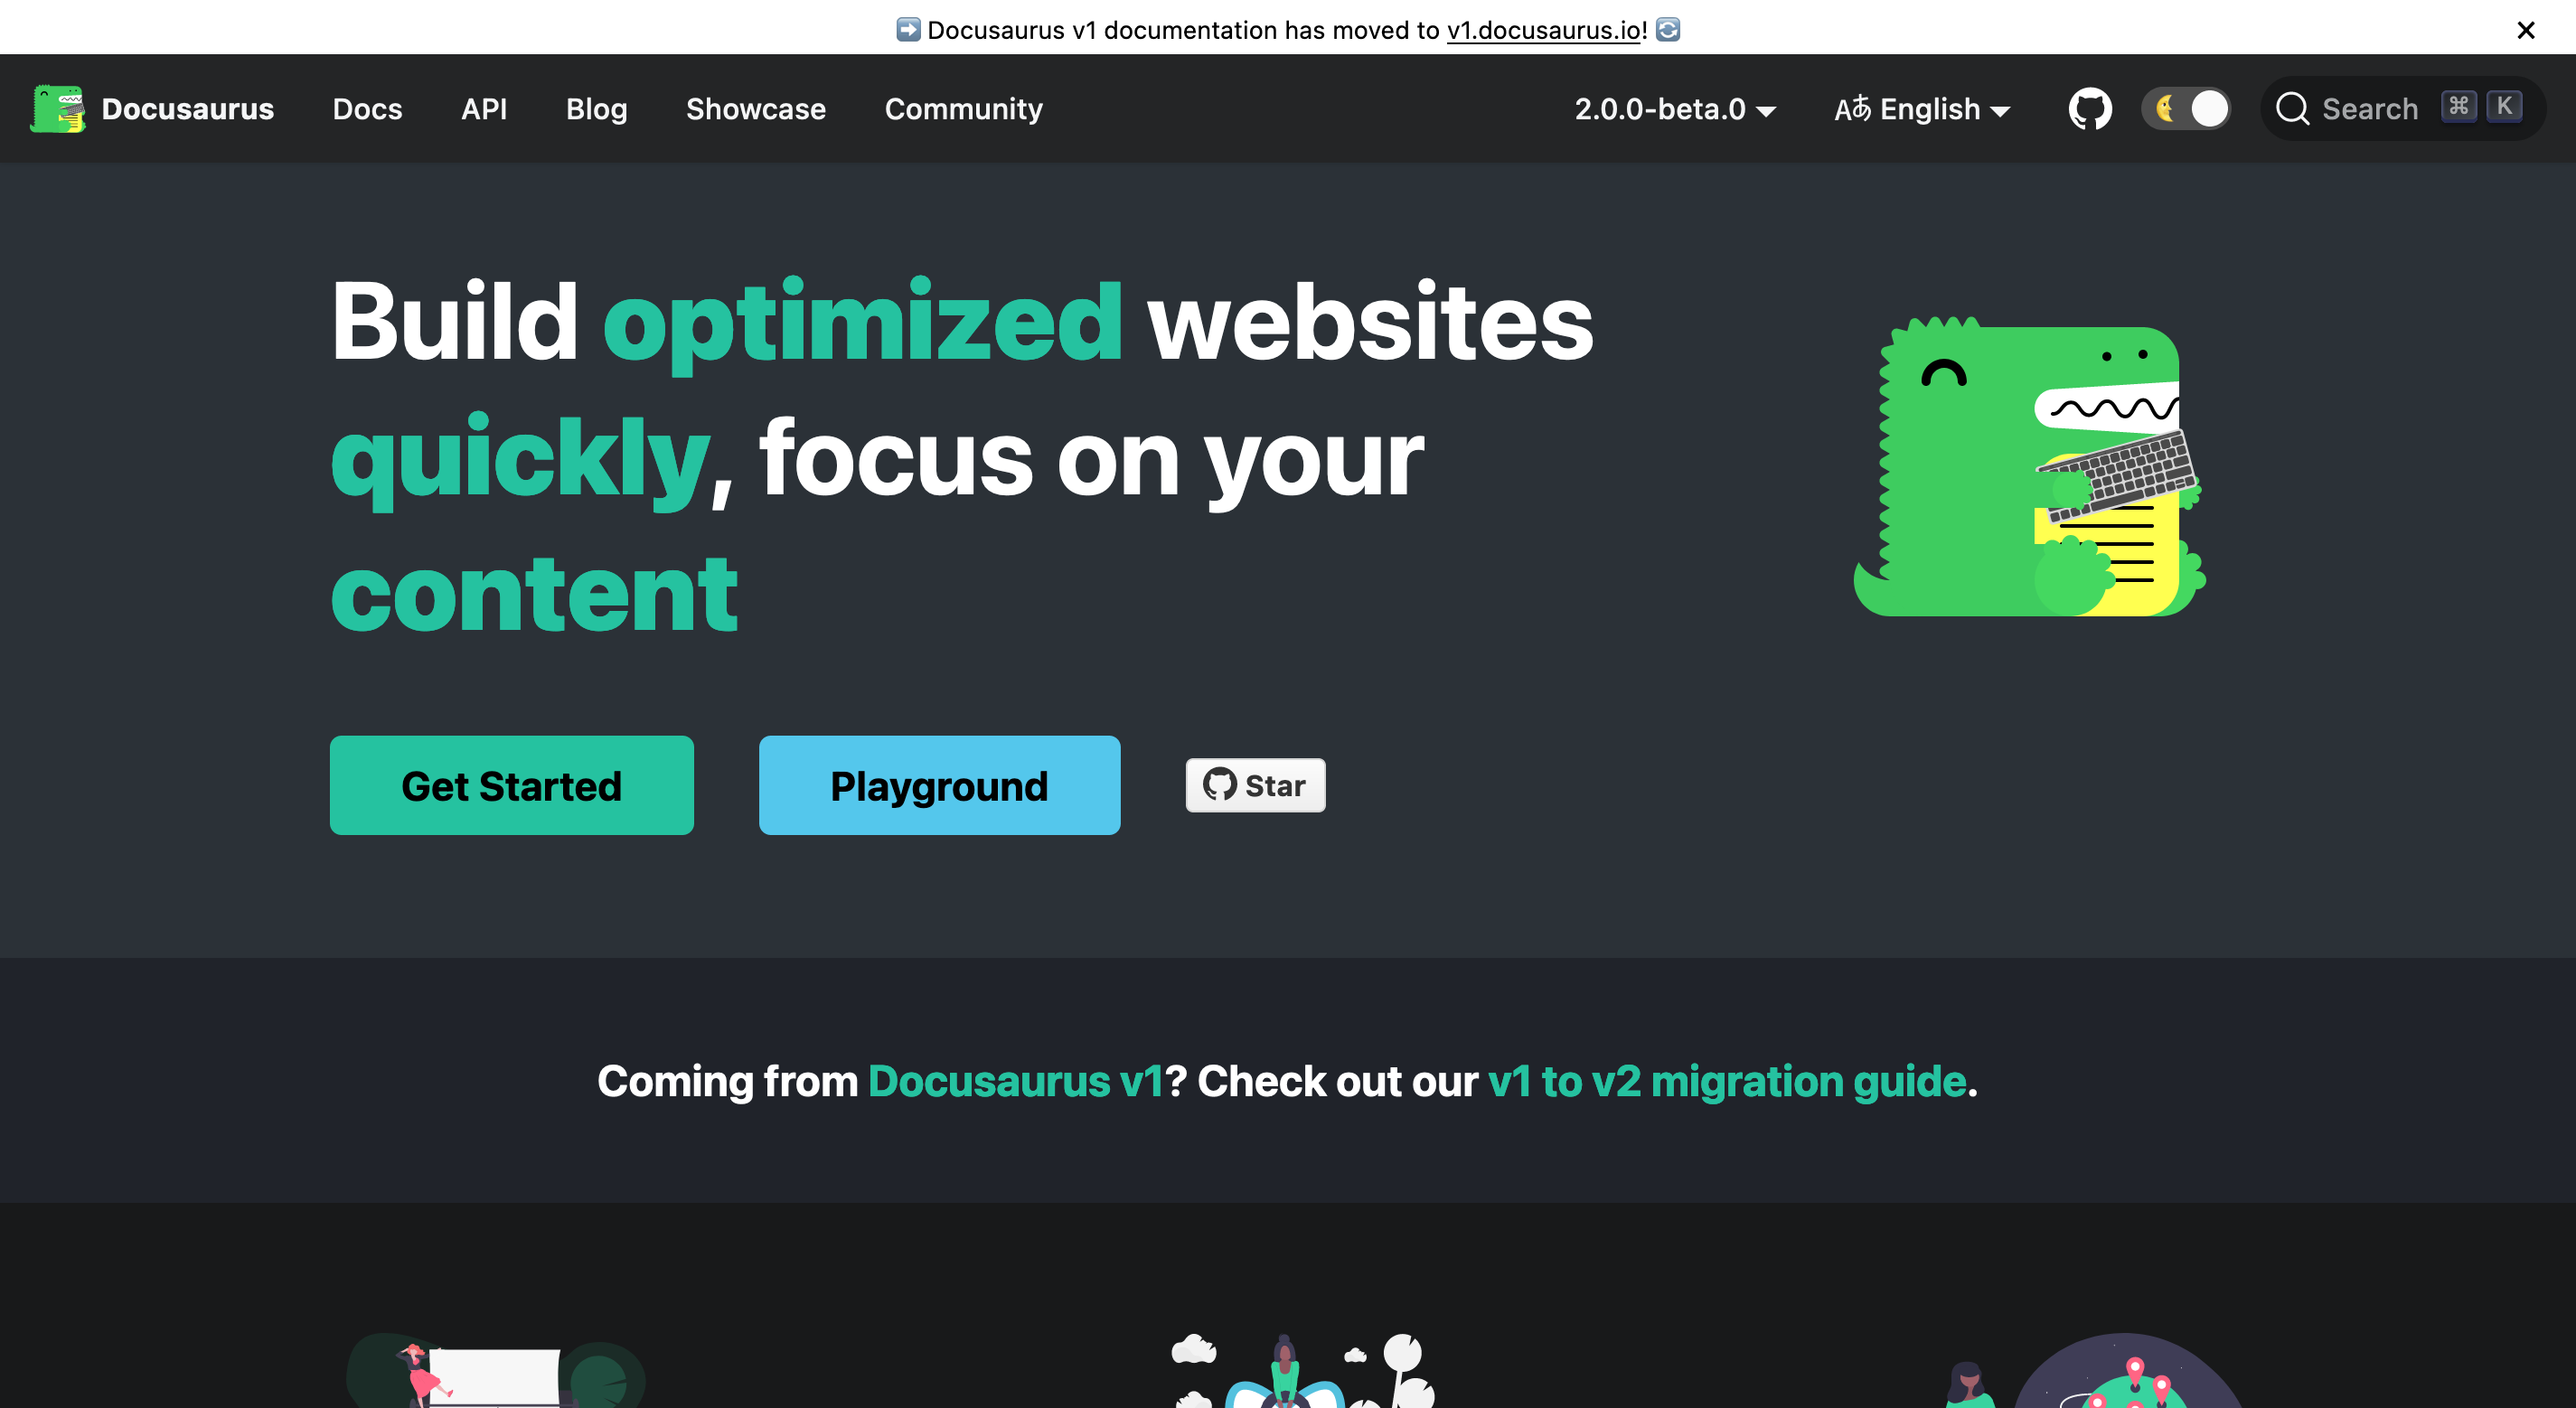 ➡️ Docusaurus v1 documentation has moved to v1.docusaurus.io! 🔄
Docusaurus Docs API Blog Showcase Community 2.0.0-beta.0 Aあ English Search ⌘ K
Build optimized websites
quickly, focus on your
content
Get Started Playground Star
Coming from Docusaurus v1? Check out our v1 to v2 migration guide.